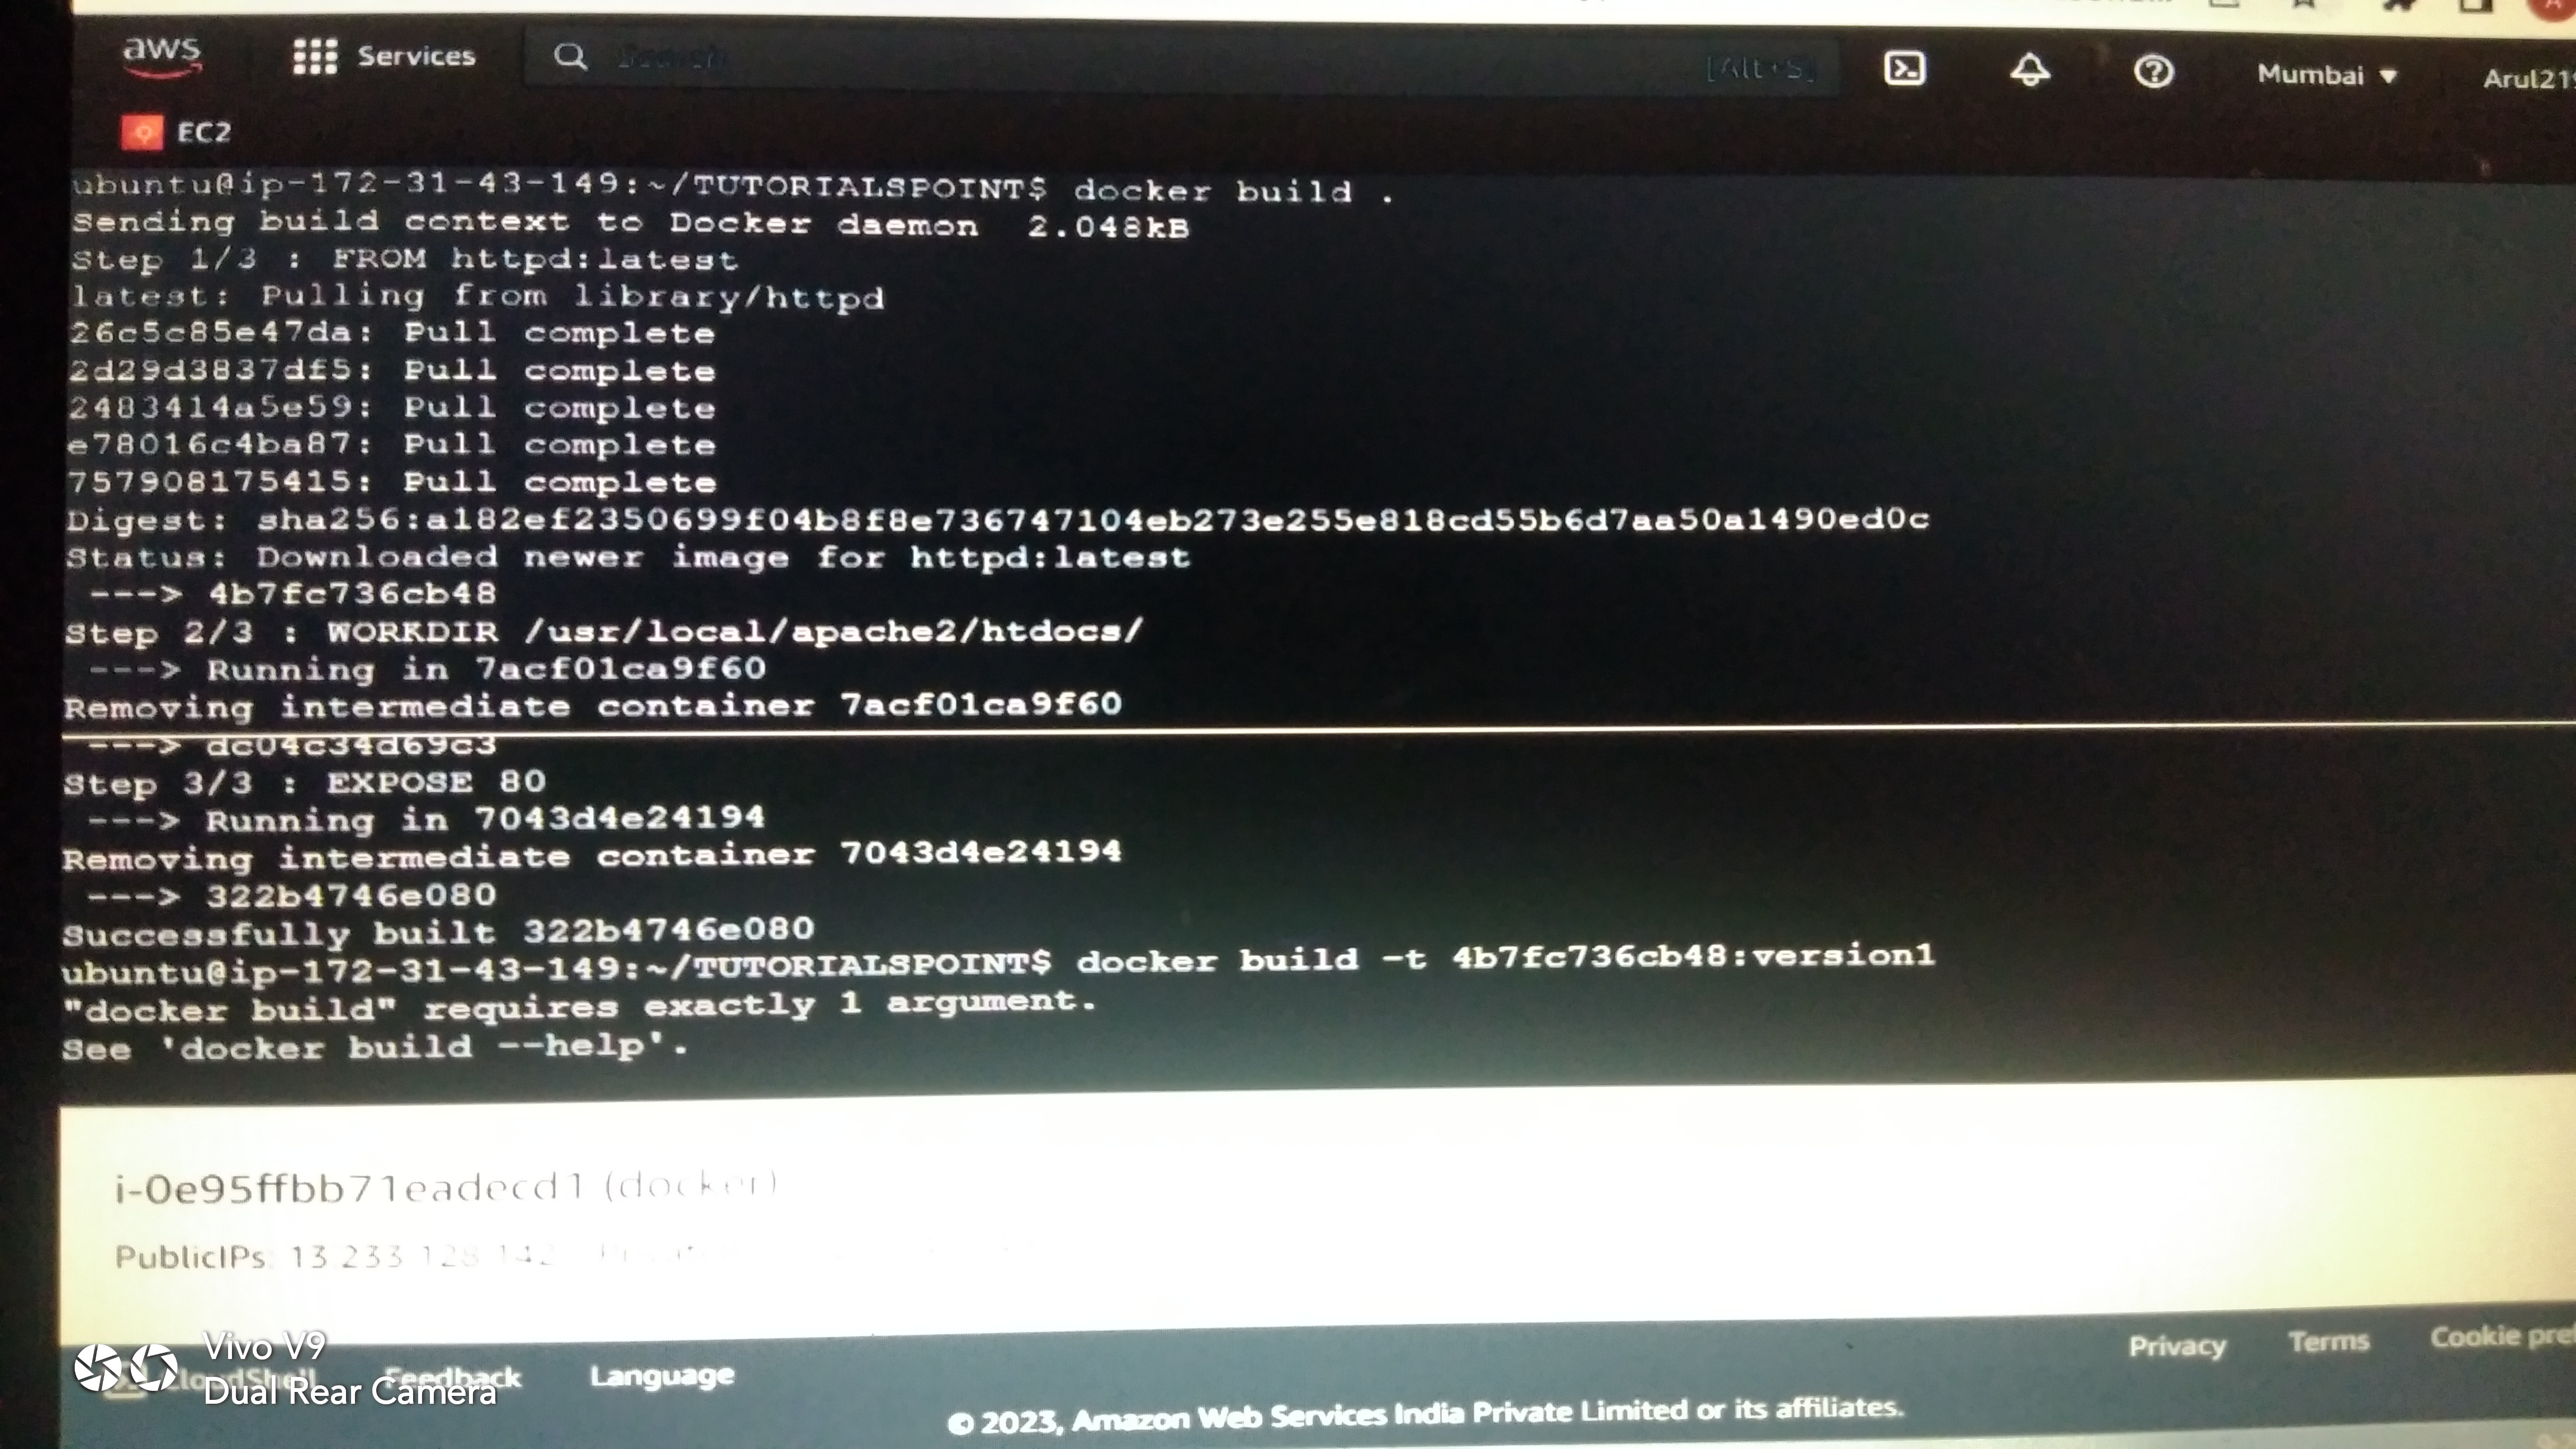 aws
Services
[Alt+S]
Mumbai ▼
EC2
ubuntu@ip-172-31-43-149:~/TUTORIALSPOINT$ docker build .
Sending build context to Docker daemon  2.048kB
Step 1/3 : FROM httpd:latest
latest: Pulling from library/httpd
26c5c85e47da: Pull complete
2d29d3837df5: Pull complete
2483414a5e59: Pull complete
e78016c4ba87: Pull complete
757908175415: Pull complete
Digest: sha256:a182ef2350699f04b8f8e736747104eb273e255e818cd55b6d7aa50a1490ed0c
Status: Downloaded newer image for httpd:latest
 ---> 4b7fc736cb48
Step 2/3 : WORKDIR /usr/local/apache2/htdocs/
 ---> Running in 7acf01ca9f60
Removing intermediate container 7acf01ca9f60
 ---> dc04c34d69c3
Step 3/3 : EXPOSE 80
 ---> Running in 7043d4e24194
Removing intermediate container 7043d4e24194
 ---> 322b4746e080
Successfully built 322b4746e080
ubuntu@ip-172-31-43-149:~/TUTORIALSPOINT$ docker build -t 4b7fc736cb48:version1
"docker build" requires exactly 1 argument.
See 'docker build --help'.
i-0e95ffbb71eadecd1 (docker)
PublicIPs: 13.233.128.142
Vivo V9
Dual Rear Camera
CloudShell Feedback Language
Privacy Terms Cookie
© 2023, Amazon Web Services India Private Limited or its affiliates.